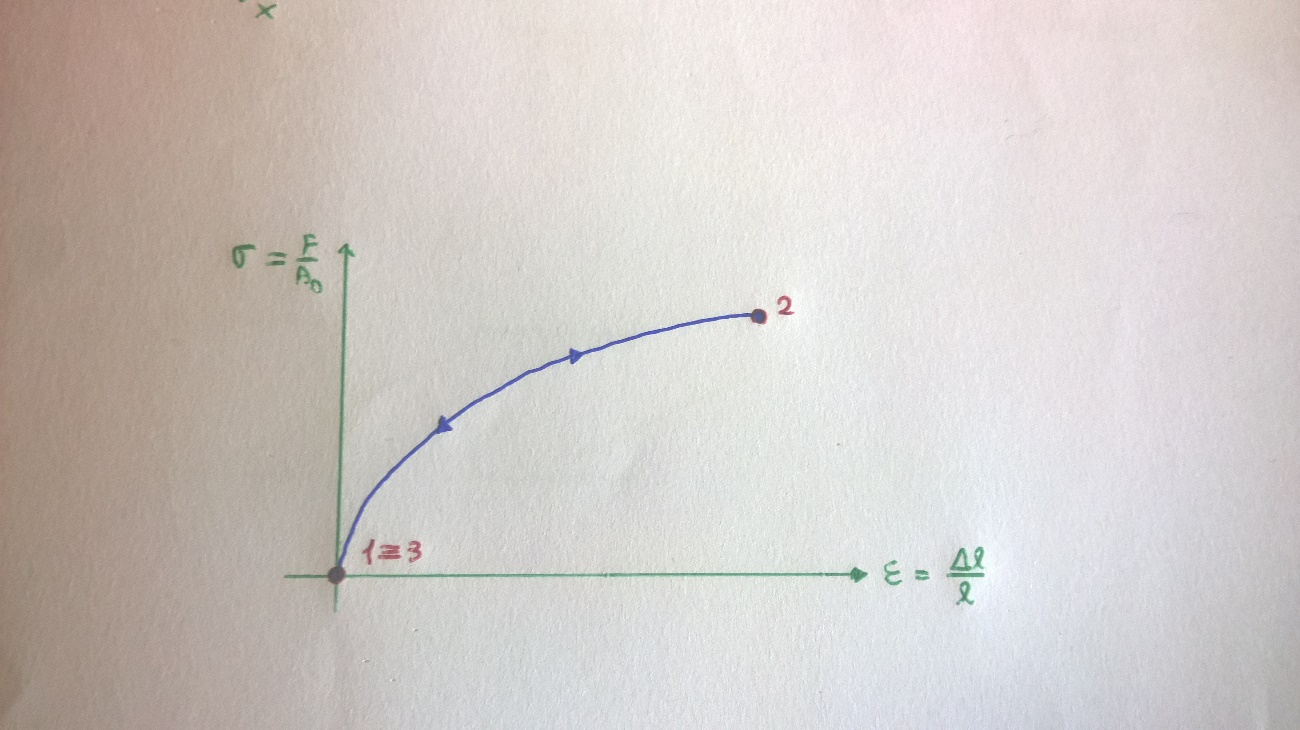 x
σ = F/A₀
2
1≡3
ε = Δl/l